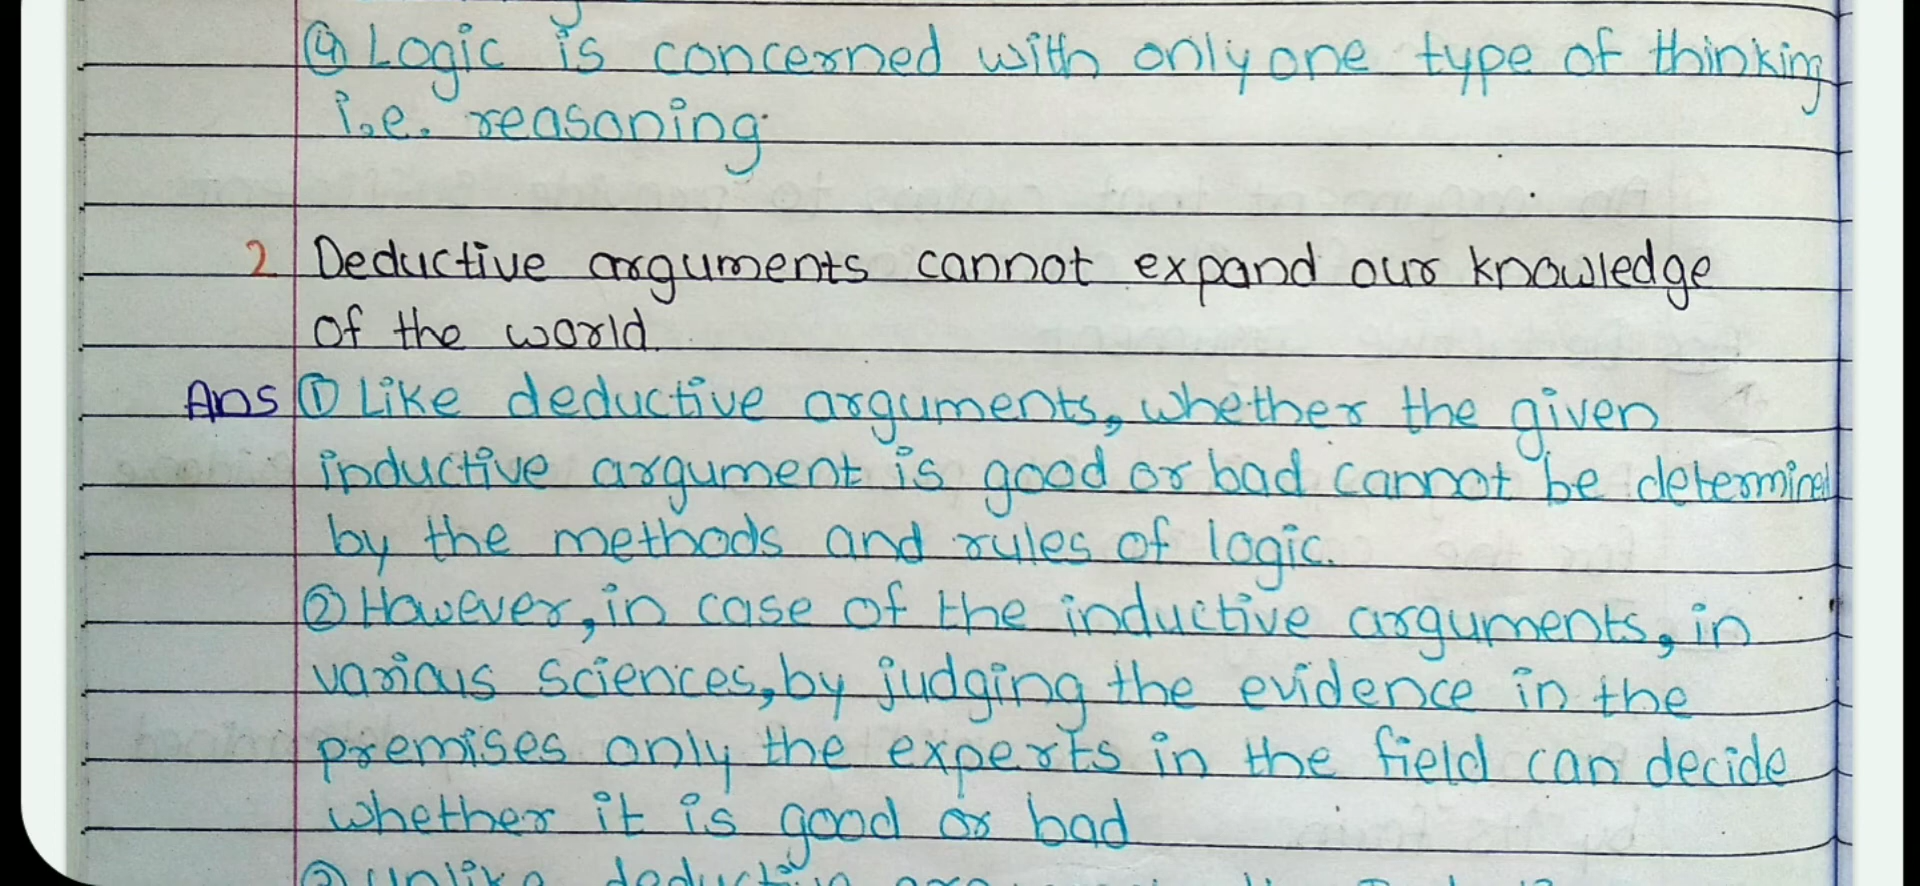 ④ Logic is concerned with only one type of thinking
i.e. reasoning.
2 Deductive arguments cannot expand our knowledge
of the world.
Ans ① Like deductive arguments, whether the given
inductive argument is good or bad cannot be determined
by the methods and rules of logic.
② However, in case of the inductive arguments, in
various sciences, by judging the evidence in the
premises only the experts in the field can decide
whether it is good or bad
③ Unlike deductive